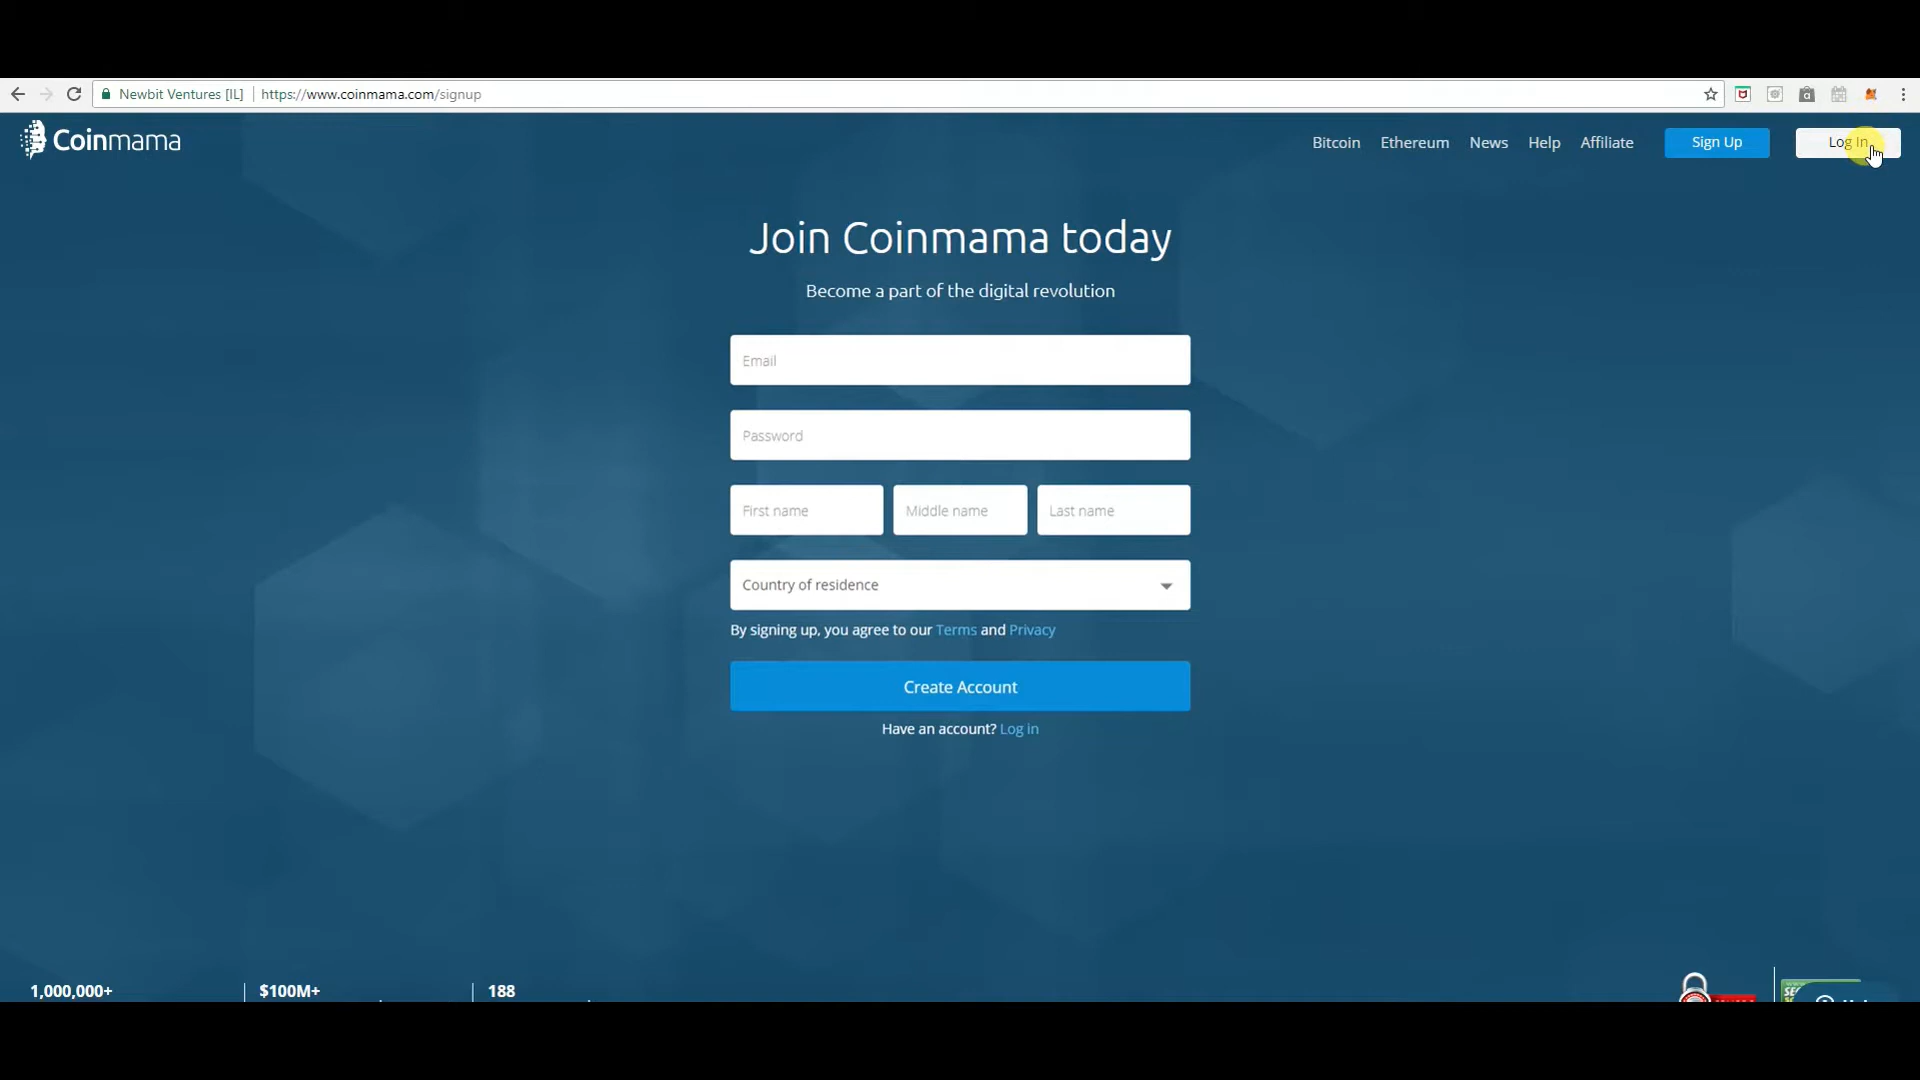 Newbit Ventures [IL] https://www.coinmama.com/signup
Coinmama
Bitcoin Ethereum News Help Affiliate Sign Up Log In
Join Coinmama today
Become a part of the digital revolution
Email
Password
First name Middle name Last name
Country of residence
By signing up, you agree to our Terms and Privacy
Create Account
Have an account? Log in
1,000,000+ $100M+ 188